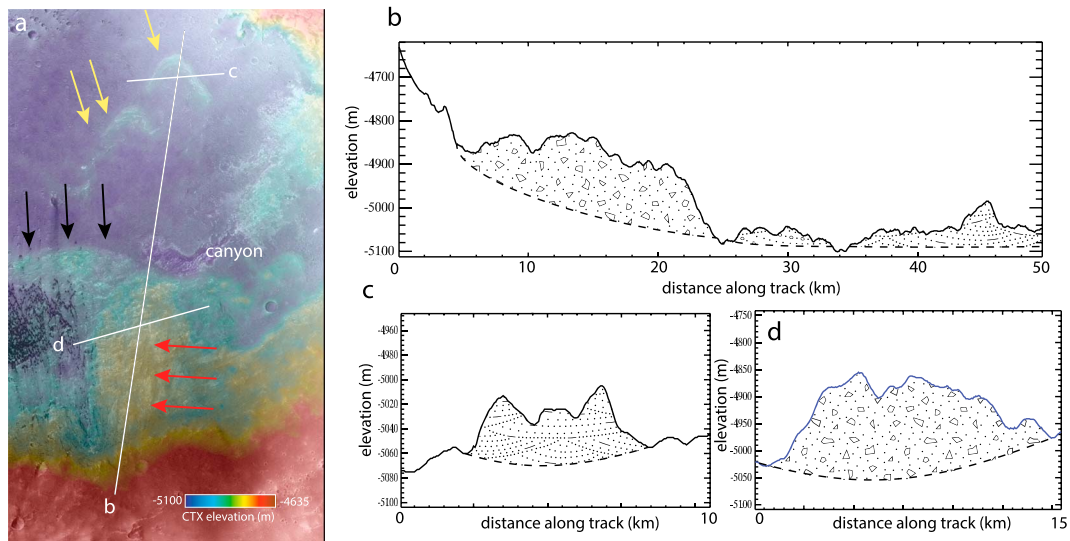 a
c
canyon
d
b
-5100
-4635
CTX elevation (m)
b
-4700
-4800
-4900
-5000
-5100
elevation (m)
0
10
20
30
40
50
distance along track (km)
c
-4960
-4980
-5000
-5020
-5040
-5060
-5080
-5100
elevation (m)
0
10
distance along track (km)
d
-4750
-4800
-4850
-4900
-4950
-5000
-5050
-5100
elevation (m)
0
15
distance along track (km)